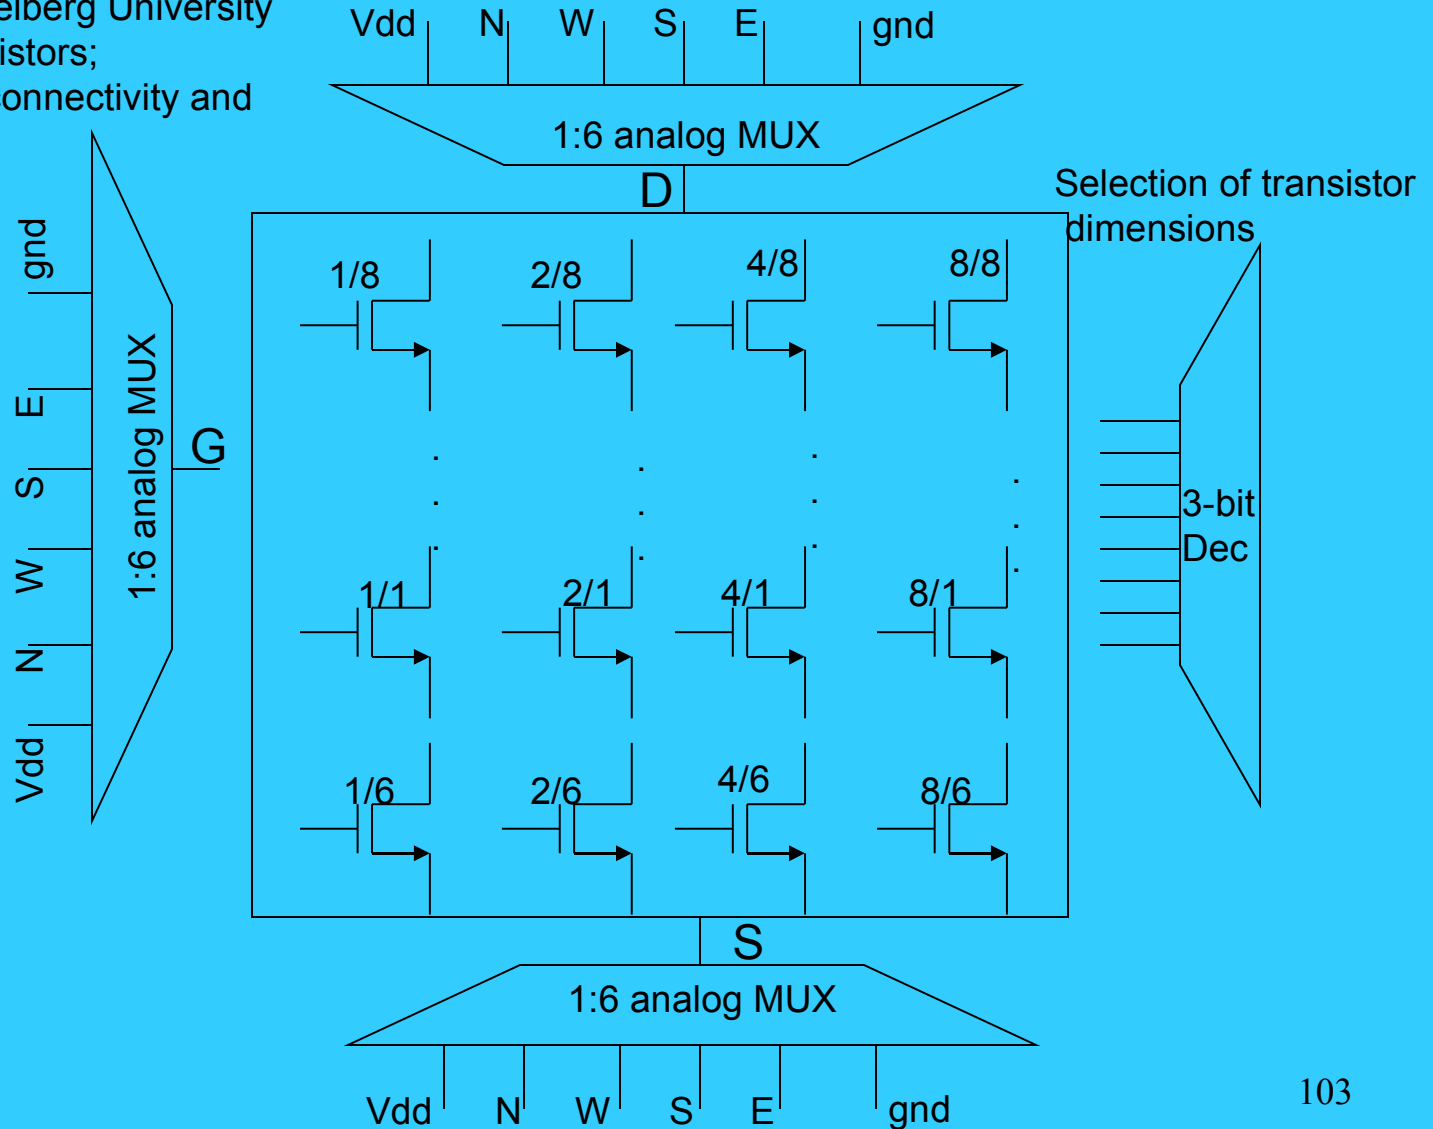 elberg University
istors;
connectivity and
Vdd N W S E gnd
1:6 analog MUX
D
Selection of transistor
dimensions
gnd
E
S
W
N
Vdd
1:6 analog MUX
G
1/8 2/8 4/8 8/8
. . . .
. . . .
. . . .
1/1 2/1 4/1 8/1
1/6 2/6 4/6 8/6
3-bit
Dec
S
1:6 analog MUX
Vdd N W S E gnd
103